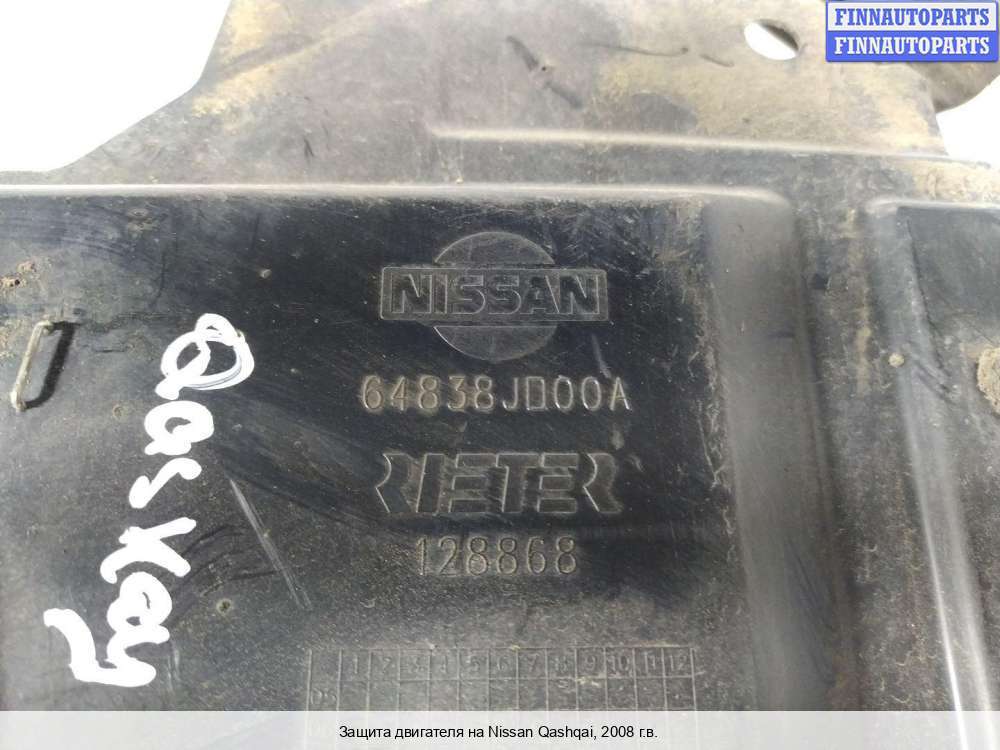 FINNAUTOPARTS
FINNAUTOPARTS
NISSAN
64838JD00A
RIETER
128868
Qashqay
1 2 3 4 5 6 7 8 9 10 11 12
Защита двигателя на Nissan Qashqai, 2008 г.в.